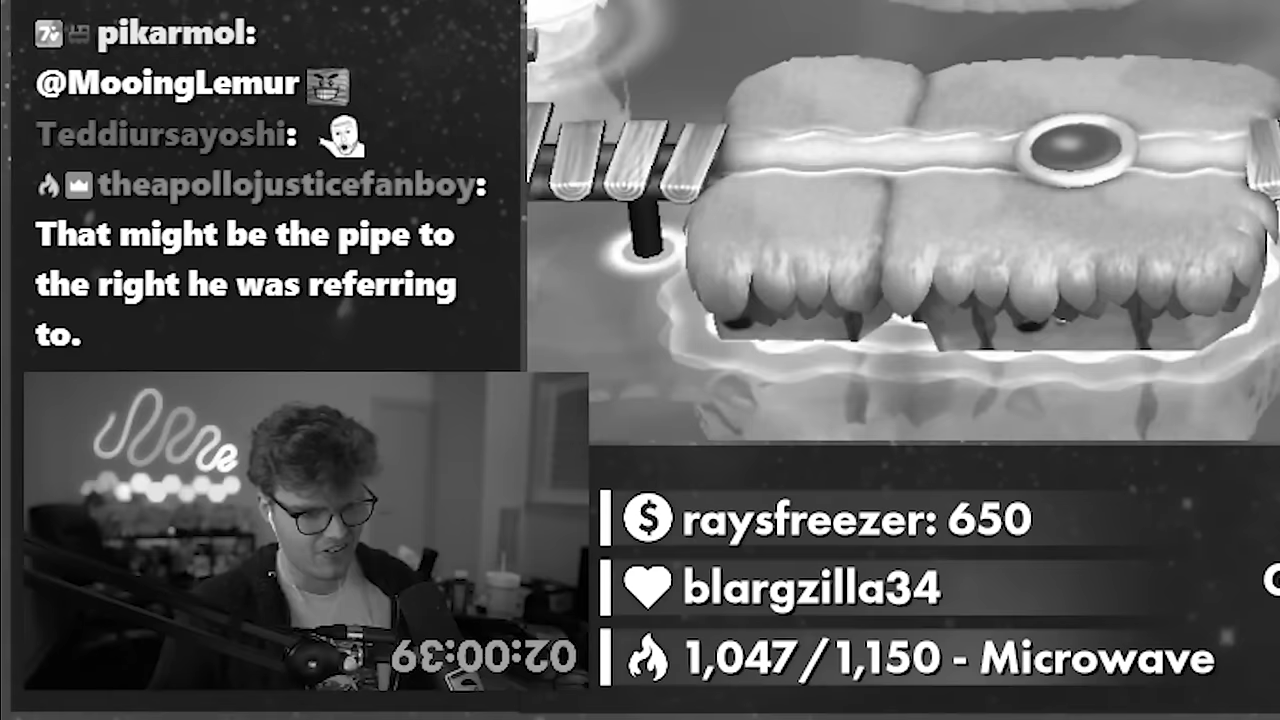 pikarmol:
@MooingLemur
Teddiursayoshi:
theapollojusticefanboy:
That might be the pipe to
the right he was referring
to.
02:00:39
$ raysfreezer: 650
blargzilla34
1,047/1,150 - Microwave